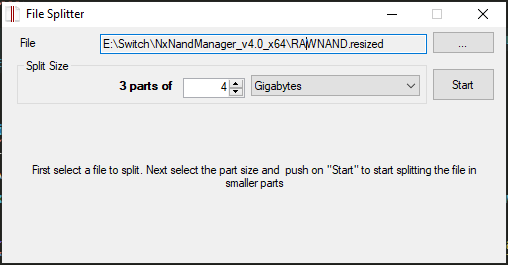 File Splitter
File
E:\Switch\NxNandManager_v4.0_x64\RAWNAND.resized
...
Split Size
3 parts of
4
Gigabytes
Start
First select a file to split. Next select the part size and push on "Start" to start splitting the file in
smaller parts